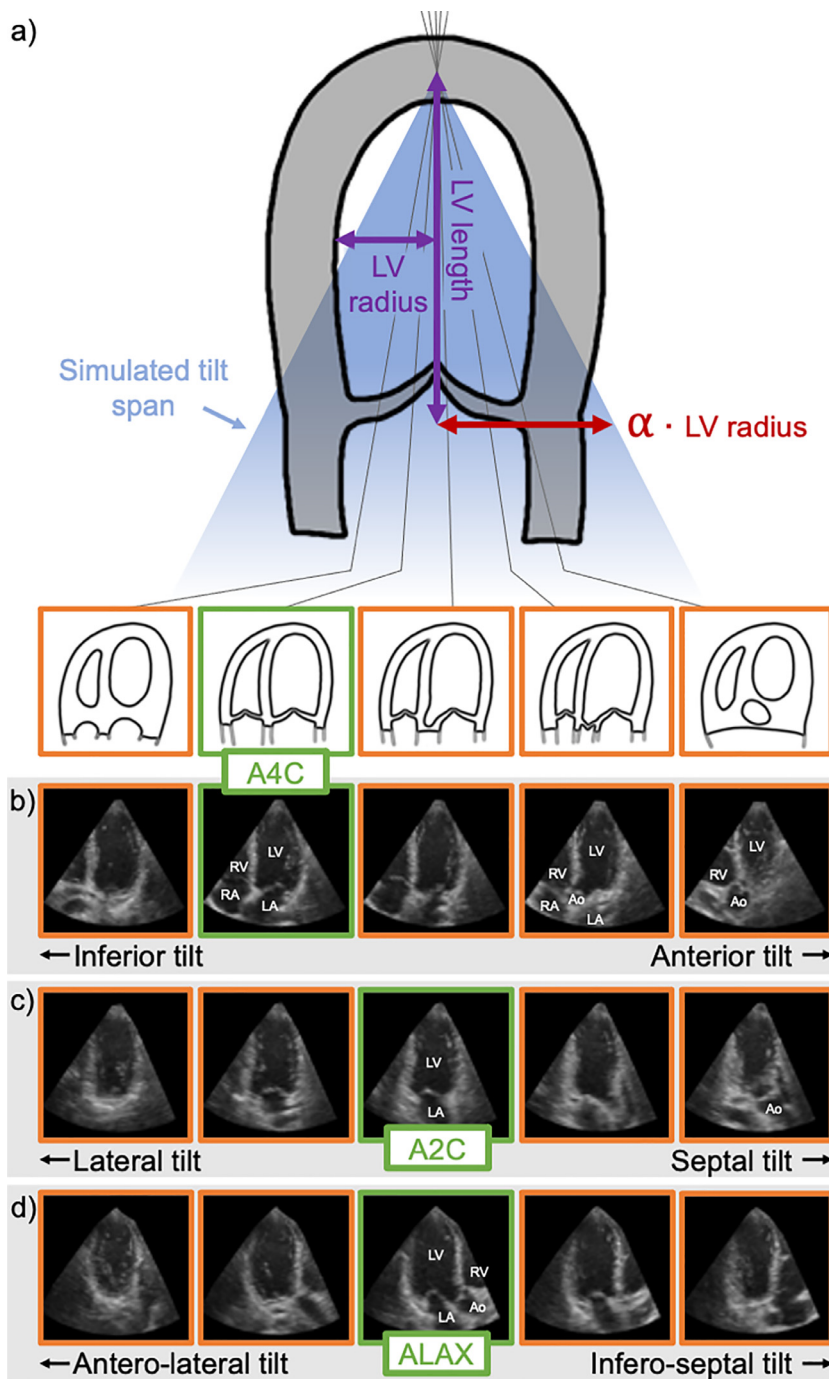 a)
LV length
LV
radius
Simulated tilt
span
α · LV radius
A4C
b)
LV
RV
RA
LA
LV
RV
Ao
RA
LA
LV
RV
Ao
←Inferior tilt
Anterior tilt →
c)
LV
LA
Ao
A2C
←Lateral tilt
Septal tilt →
d)
LV
RV
Ao
LA
ALAX
←Antero-lateral tilt
Infero-septal tilt →